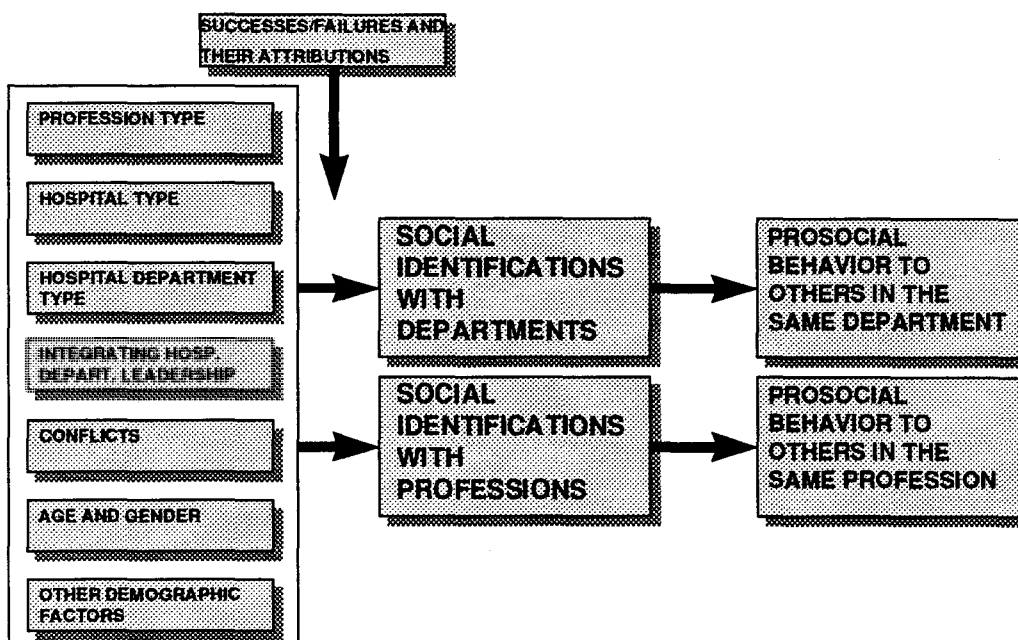 SUCCESSES/FAILURES AND
THEIR ATTRIBUTIONS
PROFESSION TYPE
HOSPITAL TYPE
HOSPITAL DEPARTMENT
TYPE
INTEGRATING HOSP.
DEPART. LEADERSHIP
CONFLICTS
AGE AND GENDER
OTHER DEMOGRAPHIC
FACTORS
SOCIAL
IDENTIFICATIONS
WITH
DEPARTMENTS
SOCIAL
IDENTIFICATIONS
WITH
PROFESSIONS
PROSOCIAL
BEHAVIOR TO
OTHERS IN THE
SAME DEPARTMENT
PROSOCIAL
BEHAVIOR TO
OTHERS IN THE
SAME PROFESSION